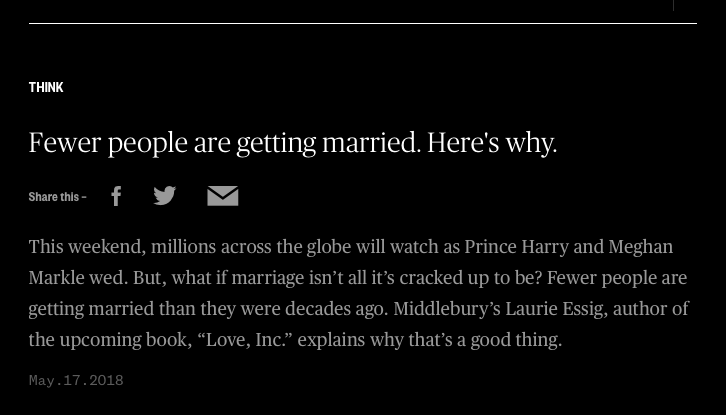 THINK
Fewer people are getting married. Here's why.
Share this –
This weekend, millions across the globe will watch as Prince Harry and Meghan
Markle wed. But, what if marriage isn’t all it’s cracked up to be? Fewer people are
getting married than they were decades ago. Middlebury’s Laurie Essig, author of
the upcoming book, “Love, Inc.” explains why that’s a good thing.
May.17.2018